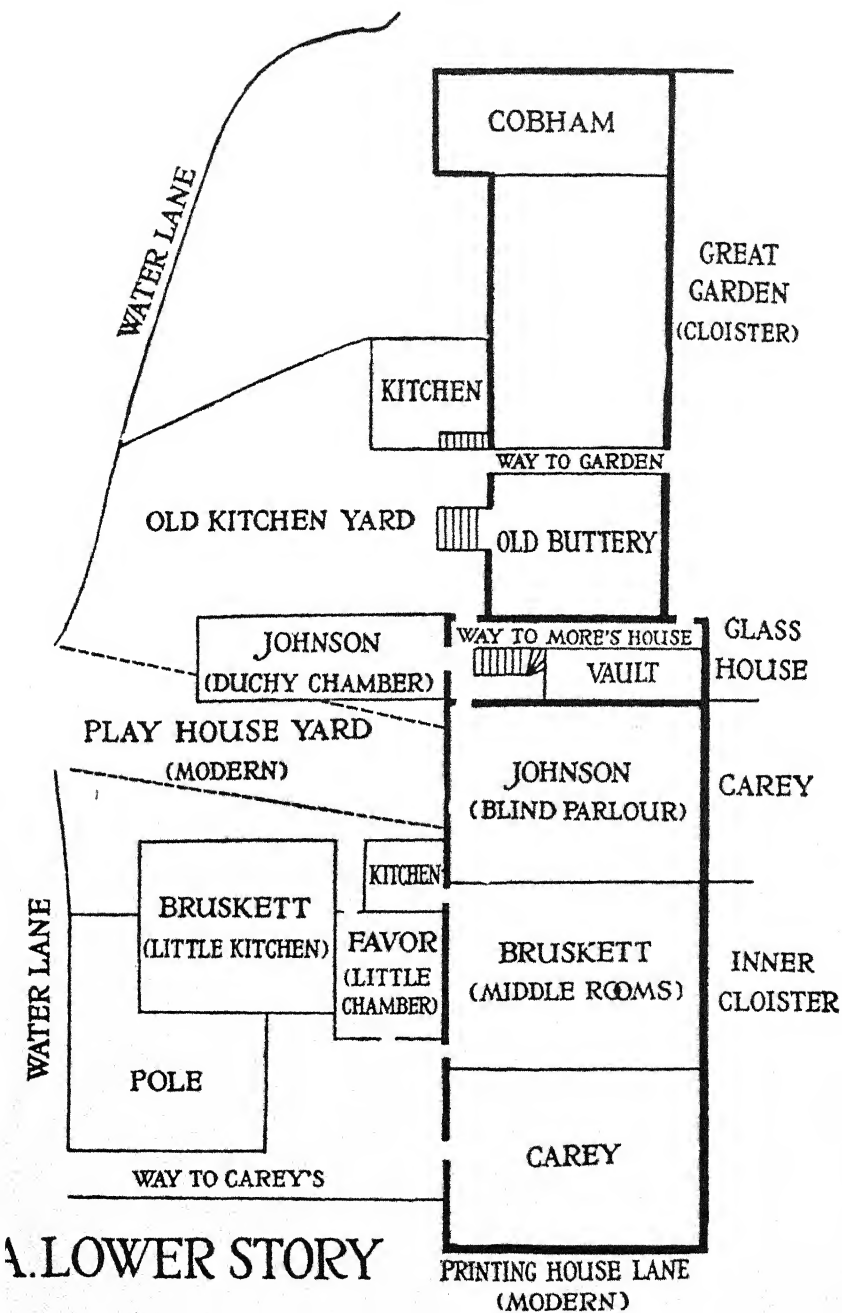 COBHAM
WATER LANE
GREAT
GARDEN
(CLOISTER)
KITCHEN
WAY TO GARDEN
OLD KITCHEN YARD
OLD BUTTERY
JOHNSON
(DUCHY CHAMBER)
WAY TO MORE'S HOUSE
VAULT
GLASS
HOUSE
PLAY HOUSE YARD
(MODERN)
JOHNSON
(BLIND PARLOUR)
CAREY
KITCHEN
BRUSKETT
(LITTLE KITCHEN)
FAVOR
(LITTLE
CHAMBER)
BRUSKETT
(MIDDLE ROOMS)
INNER
CLOISTER
WATER LANE
POLE
CAREY
WAY TO CAREY'S
A. LOWER STORY
PRINTING HOUSE LANE
(MODERN)